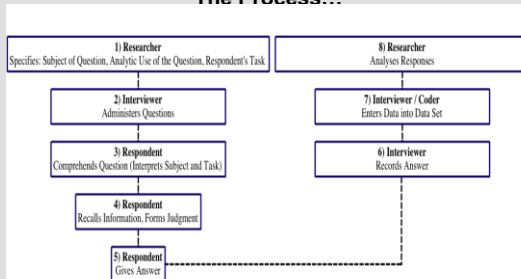 The Process...
1) Researcher
Specifies: Subject of Question, Analytic Use of the Question, Respondent's Task
2) Interviewer
Administers Questions
3) Respondent
Comprehends Question (Interprets Subject and Task)
4) Respondent
Recalls Information, Forms Judgment
5) Respondent
Gives Answer
8) Researcher
Analyses Responses
7) Interviewer / Coder
Enters Data into Data Set
6) Interviewer
Records Answer